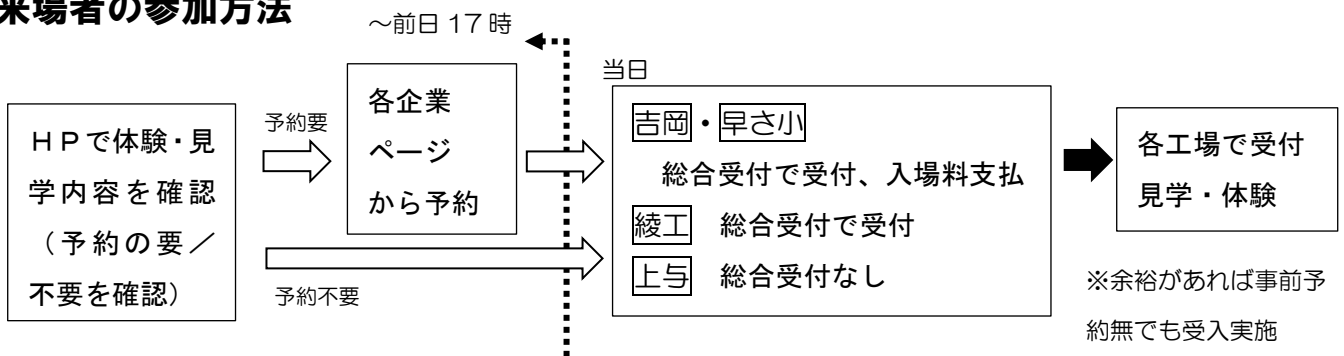 来場者の参加方法
～前日 17 時
ＨＰで体験・見
学内容を確認
（予約の要／
不要を確認）
予約要
予約不要
各企業
ページ
から予約
当日
吉岡・早さ小
総合受付で受付、入場料支払
綾工 総合受付で受付
上与 総合受付なし
各工場で受付
見学・体験
※余裕があれば事前予
約無でも受入実施